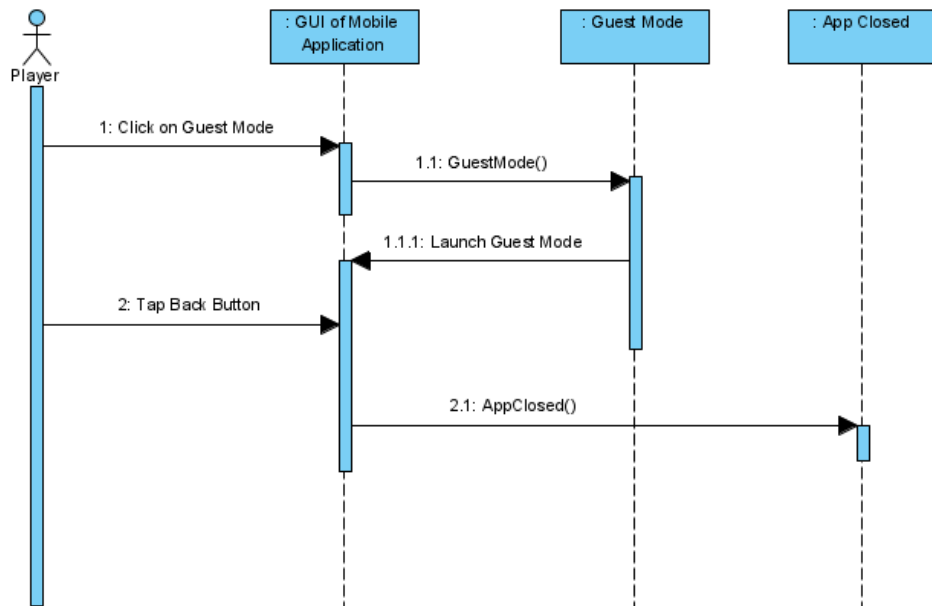 : GUI of Mobile
Application
: Guest Mode
: App Closed
Player
1: Click on Guest Mode
1.1: GuestMode()
1.1.1: Launch Guest Mode
2: Tap Back Button
2.1: AppClosed()